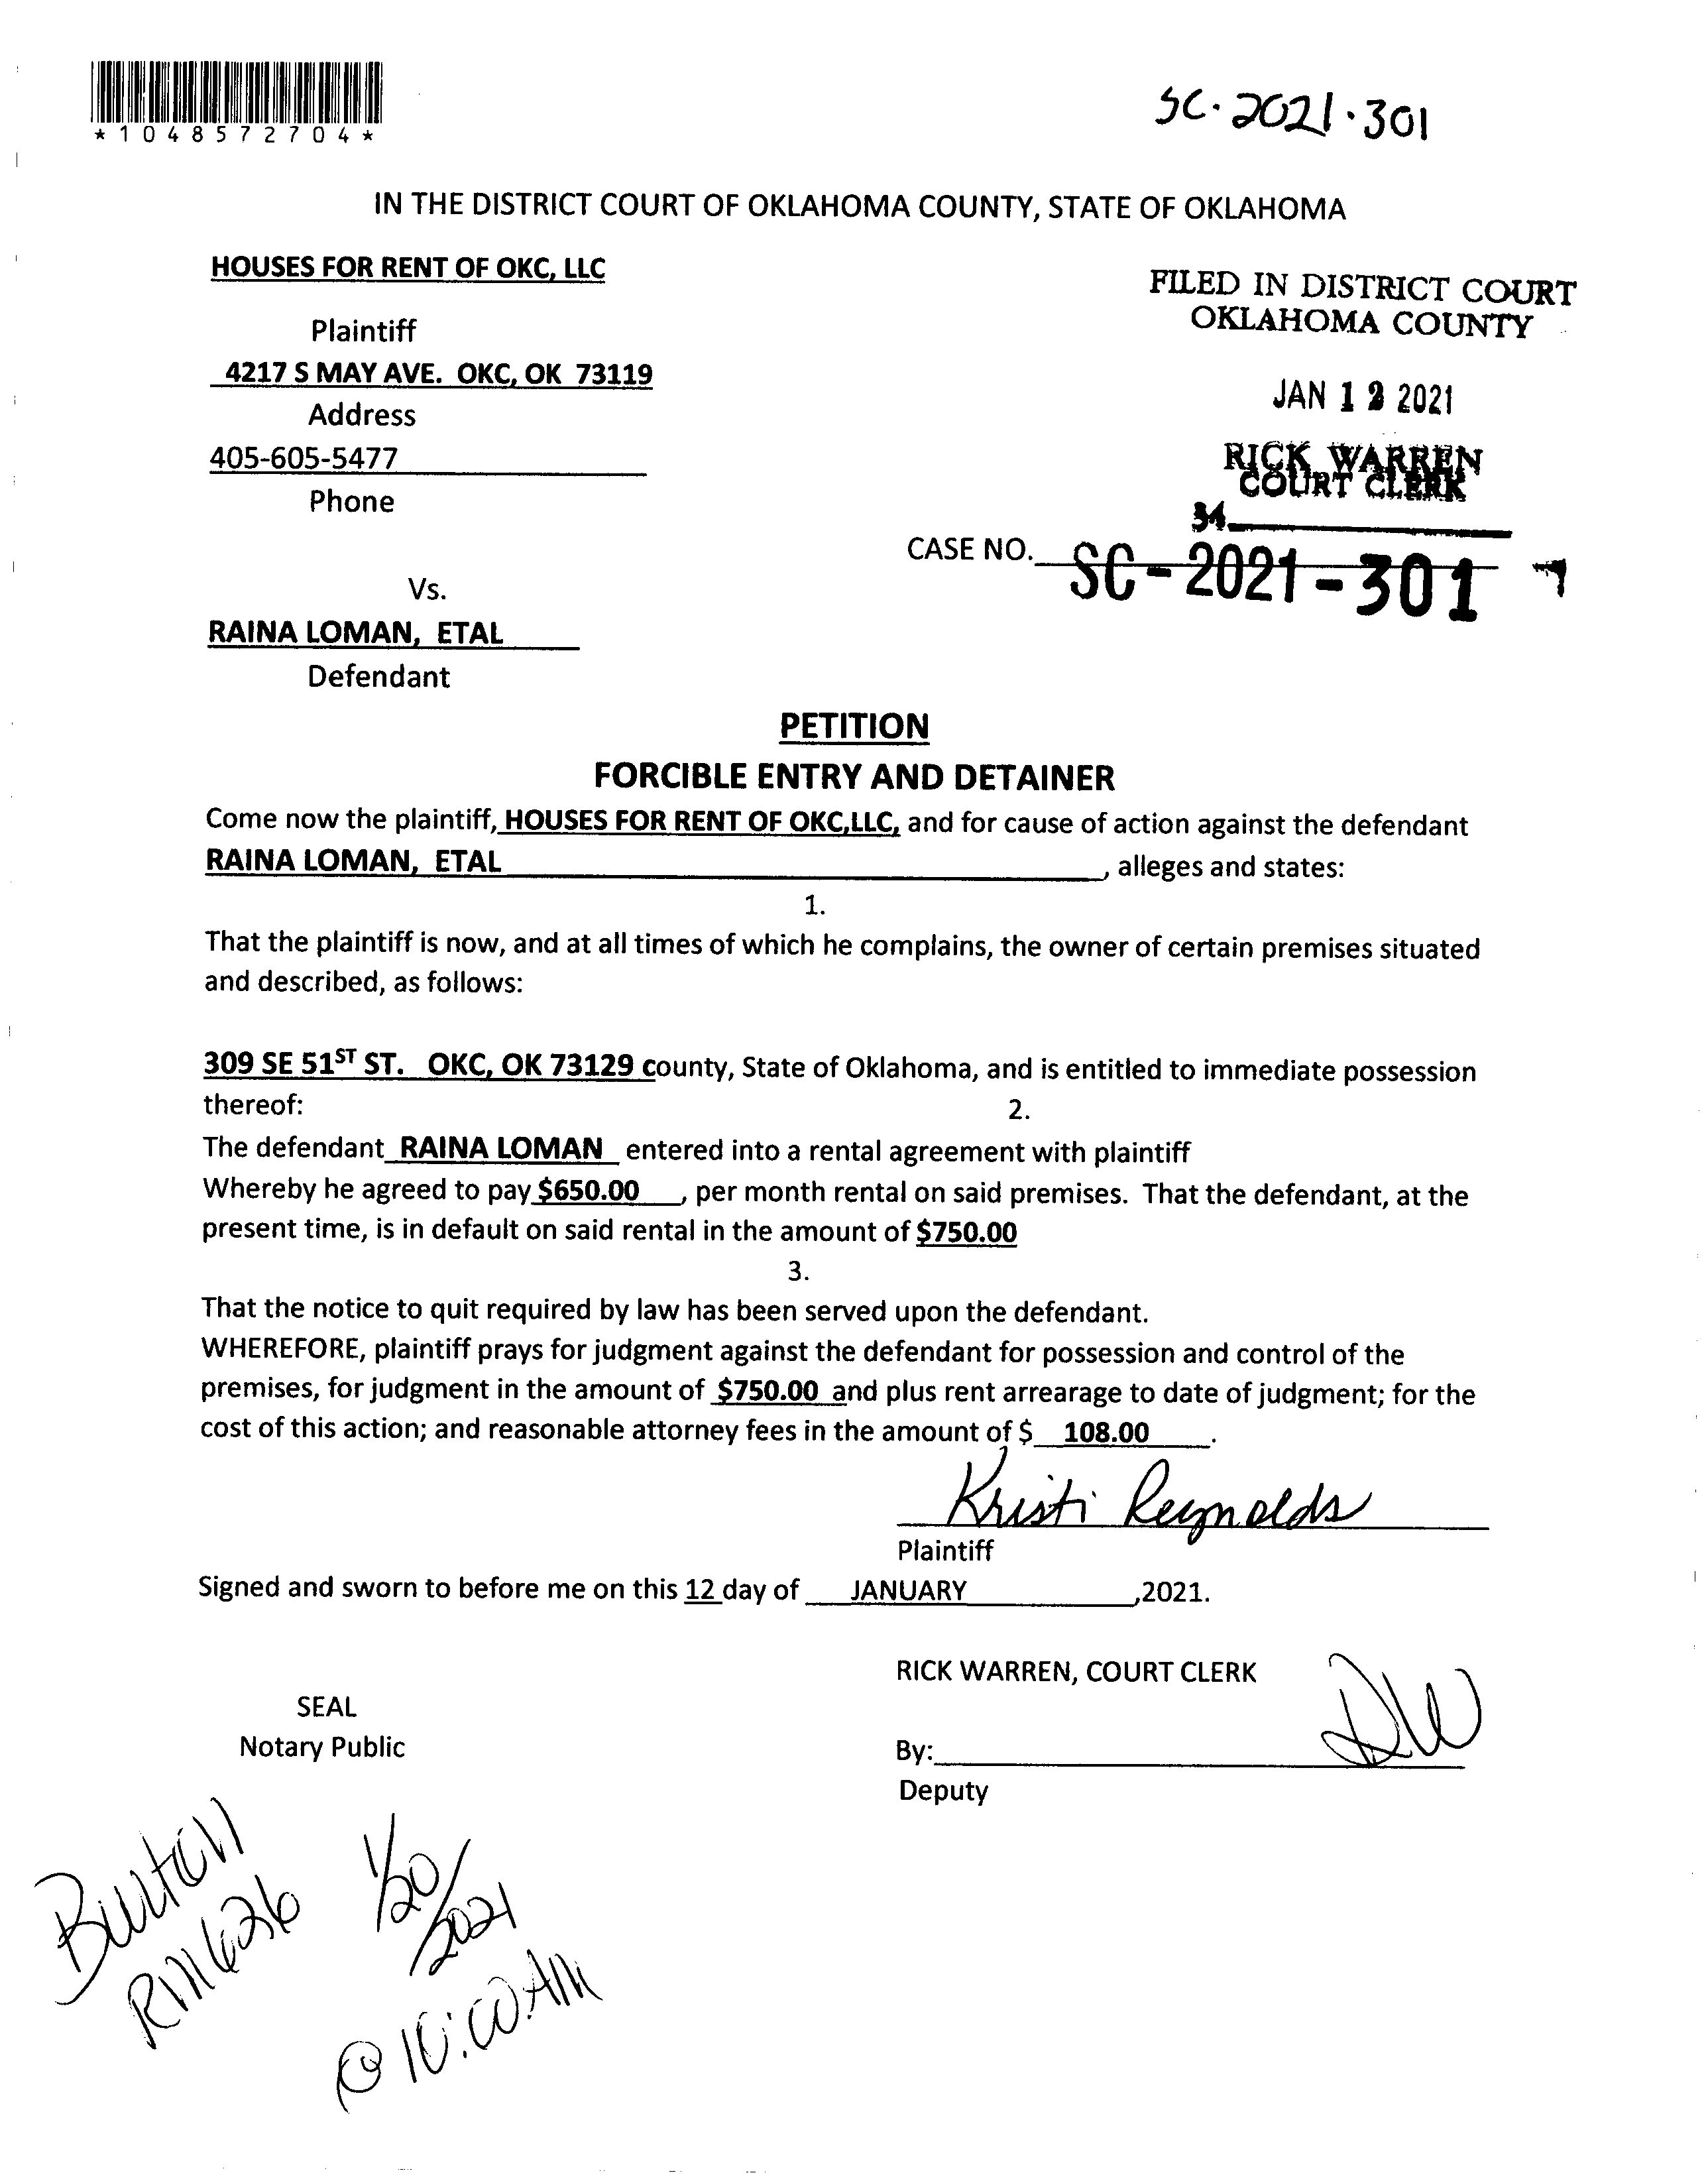 *1048572704*
SC.2021.301
IN THE DISTRICT COURT OF OKLAHOMA COUNTY, STATE OF OKLAHOMA
HOUSES FOR RENT OF OKC, LLC
Plaintiff
4217 S MAY AVE. OKC, OK 73119
Address
405-605-5477
Phone
FILED IN DISTRICT COURT
OKLAHOMA COUNTY
JAN 12 2021
RICK WARREN
COURT CLERK
34
CASE NO. SC-2021-301
Vs.
RAINA LOMAN, ETAL
Defendant
PETITION
FORCIBLE ENTRY AND DETAINER
Come now the plaintiff, HOUSES FOR RENT OF OKC,LLC, and for cause of action against the defendant
RAINA LOMAN, ETAL, alleges and states:
1.
That the plaintiff is now, and at all times of which he complains, the owner of certain premises situated
and described, as follows:
309 SE 51ST ST. OKC, OK 73129 county, State of Oklahoma, and is entitled to immediate possession
thereof:
2.
The defendant RAINA LOMAN entered into a rental agreement with plaintiff
Whereby he agreed to pay $650.00, per month rental on said premises. That the defendant, at the
present time, is in default on said rental in the amount of $750.00
3.
That the notice to quit required by law has been served upon the defendant.
WHEREFORE, plaintiff prays for judgment against the defendant for possession and control of the
premises, for judgment in the amount of $750.00 and plus rent arrearage to date of judgment; for the
cost of this action; and reasonable attorney fees in the amount of $ 108.00.
Kristi Reynolds
Plaintiff
Signed and sworn to before me on this 12 day of JANUARY,2021.
RICK WARREN, COURT CLERK
SEAL
Notary Public
By: DW
Deputy
Burton
RM 626
1/20/2021
@ 10:00 AM